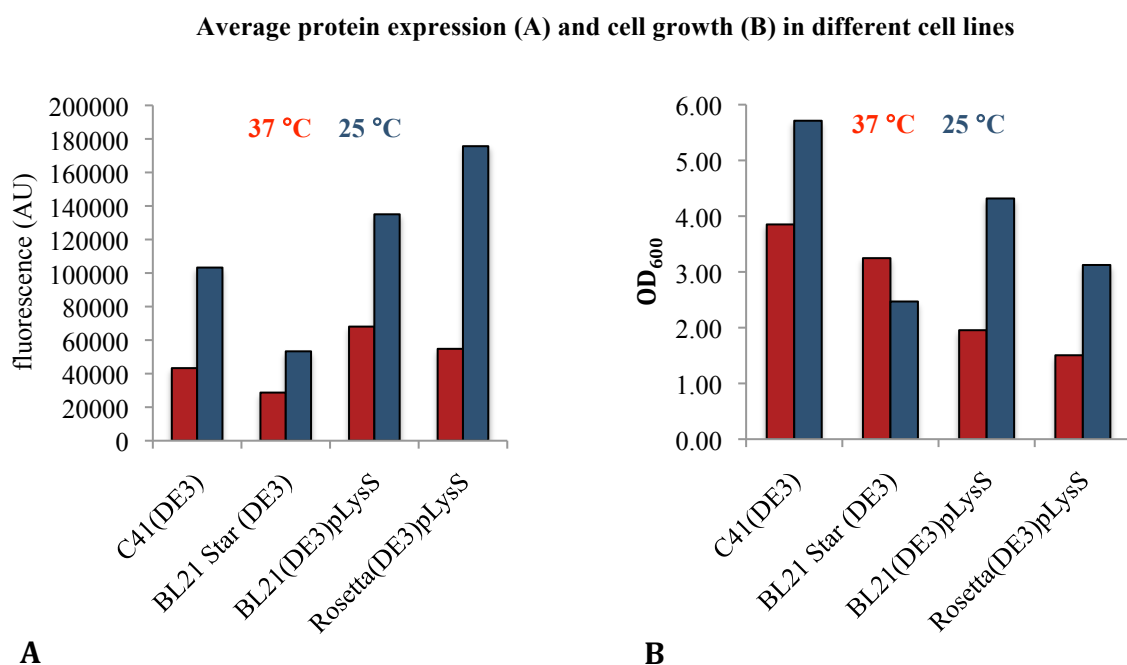 Average protein expression (A) and cell growth (B) in different cell lines
37 °C 25 °C
fluorescence (AU)
200000
180000
160000
140000
120000
100000
80000
60000
40000
20000
0
C41(DE3)
BL21 Star (DE3)
BL21(DE3)pLysS
Rosetta(DE3)pLysS
A
37 °C 25 °C
OD600
6.00
5.00
4.00
3.00
2.00
1.00
0.00
C41(DE3)
BL21 Star (DE3)
BL21(DE3)pLysS
Rosetta(DE3)pLysS
B